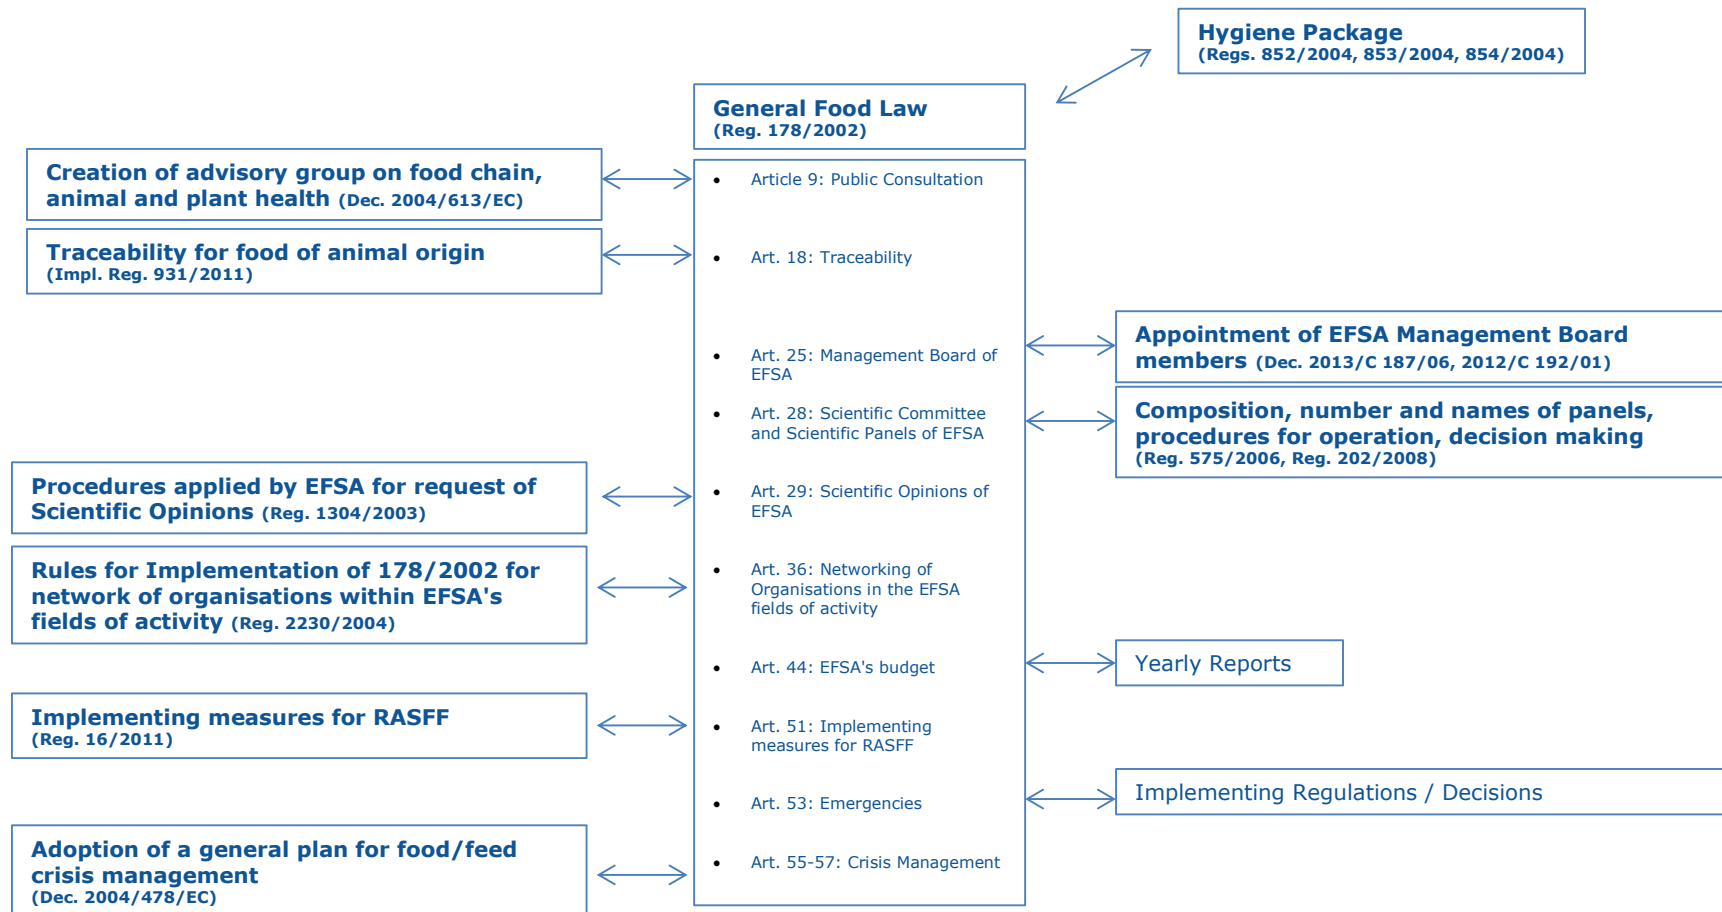 Hygiene Package
(Regs. 852/2004, 853/2004, 854/2004)
General Food Law
(Reg. 178/2002)
Creation of advisory group on food chain,
animal and plant health (Dec. 2004/613/EC)
Traceability for food of animal origin
(Impl. Reg. 931/2011)
Procedures applied by EFSA for request of
Scientific Opinions (Reg. 1304/2003)
Rules for Implementation of 178/2002 for
network of organisations within EFSA's
fields of activity (Reg. 2230/2004)
Implementing measures for RASFF
(Reg. 16/2011)
Adoption of a general plan for food/feed
crisis management
(Dec. 2004/478/EC)
• Article 9: Public Consultation
• Art. 18: Traceability
• Art. 25: Management Board of
EFSA
• Art. 28: Scientific Committee
and Scientific Panels of EFSA
• Art. 29: Scientific Opinions of
EFSA
• Art. 36: Networking of
Organisations in the EFSA
fields of activity
• Art. 44: EFSA's budget
• Art. 51: Implementing
measures for RASFF
• Art. 53: Emergencies
• Art. 55-57: Crisis Management
Appointment of EFSA Management Board
members (Dec. 2013/C 187/06, 2012/C 192/01)
Composition, number and names of panels,
procedures for operation, decision making
(Reg. 575/2006, Reg. 202/2008)
Yearly Reports
Implementing Regulations / Decisions